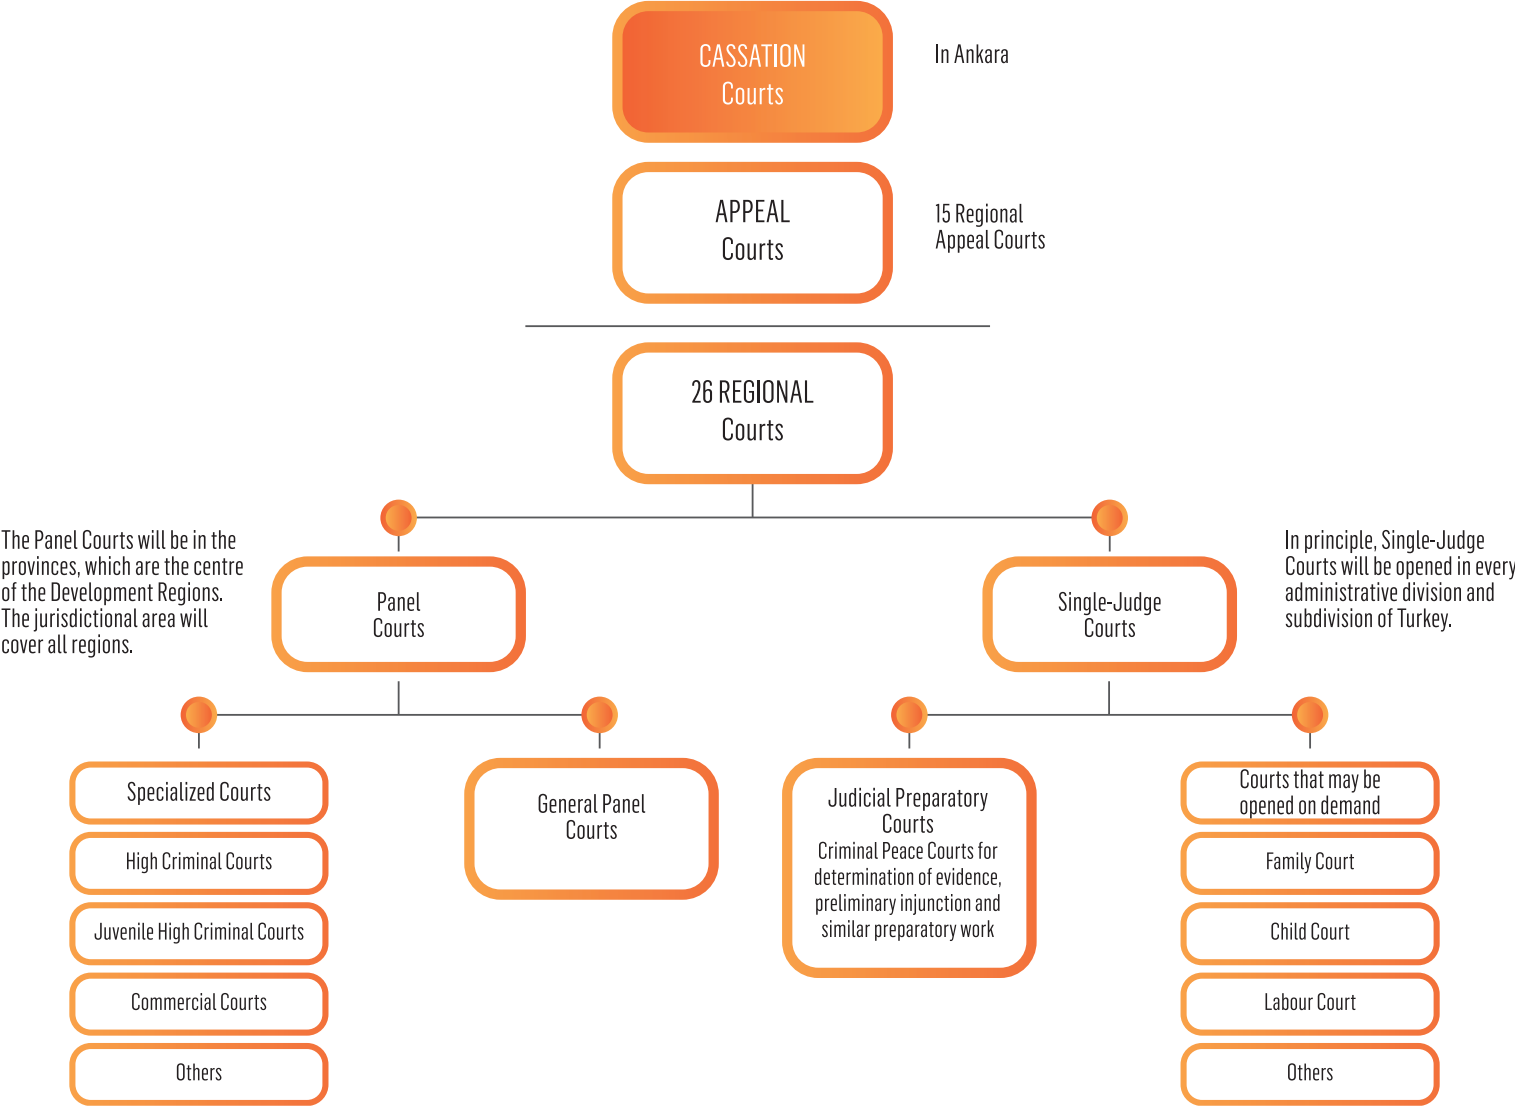 CASSATION
Courts
In Ankara
APPEAL
Courts
15 Regional
Appeal Courts
26 REGIONAL
Courts
The Panel Courts will be in the
provinces, which are the centre
of the Development Regions.
The jurisdictional area will
cover all regions.
Panel
Courts
Single-Judge
Courts
In principle, Single-Judge
Courts will be opened in every
administrative division and
subdivision of Turkey.
Specialized Courts
High Criminal Courts
Juvenile High Criminal Courts
Commercial Courts
Others
General Panel
Courts
Judicial Preparatory
Courts
Criminal Peace Courts for
determination of evidence,
preliminary injunction and
similar preparatory work
Courts that may be
opened on demand
Family Court
Child Court
Labour Court
Others